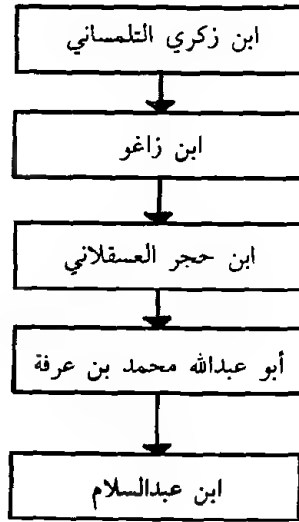 ابن زكري التلمساني
ابن زاغو
ابن حجر العسقلاني
أبو عبدالله محمد بن عرفة
ابن عبدالسلام